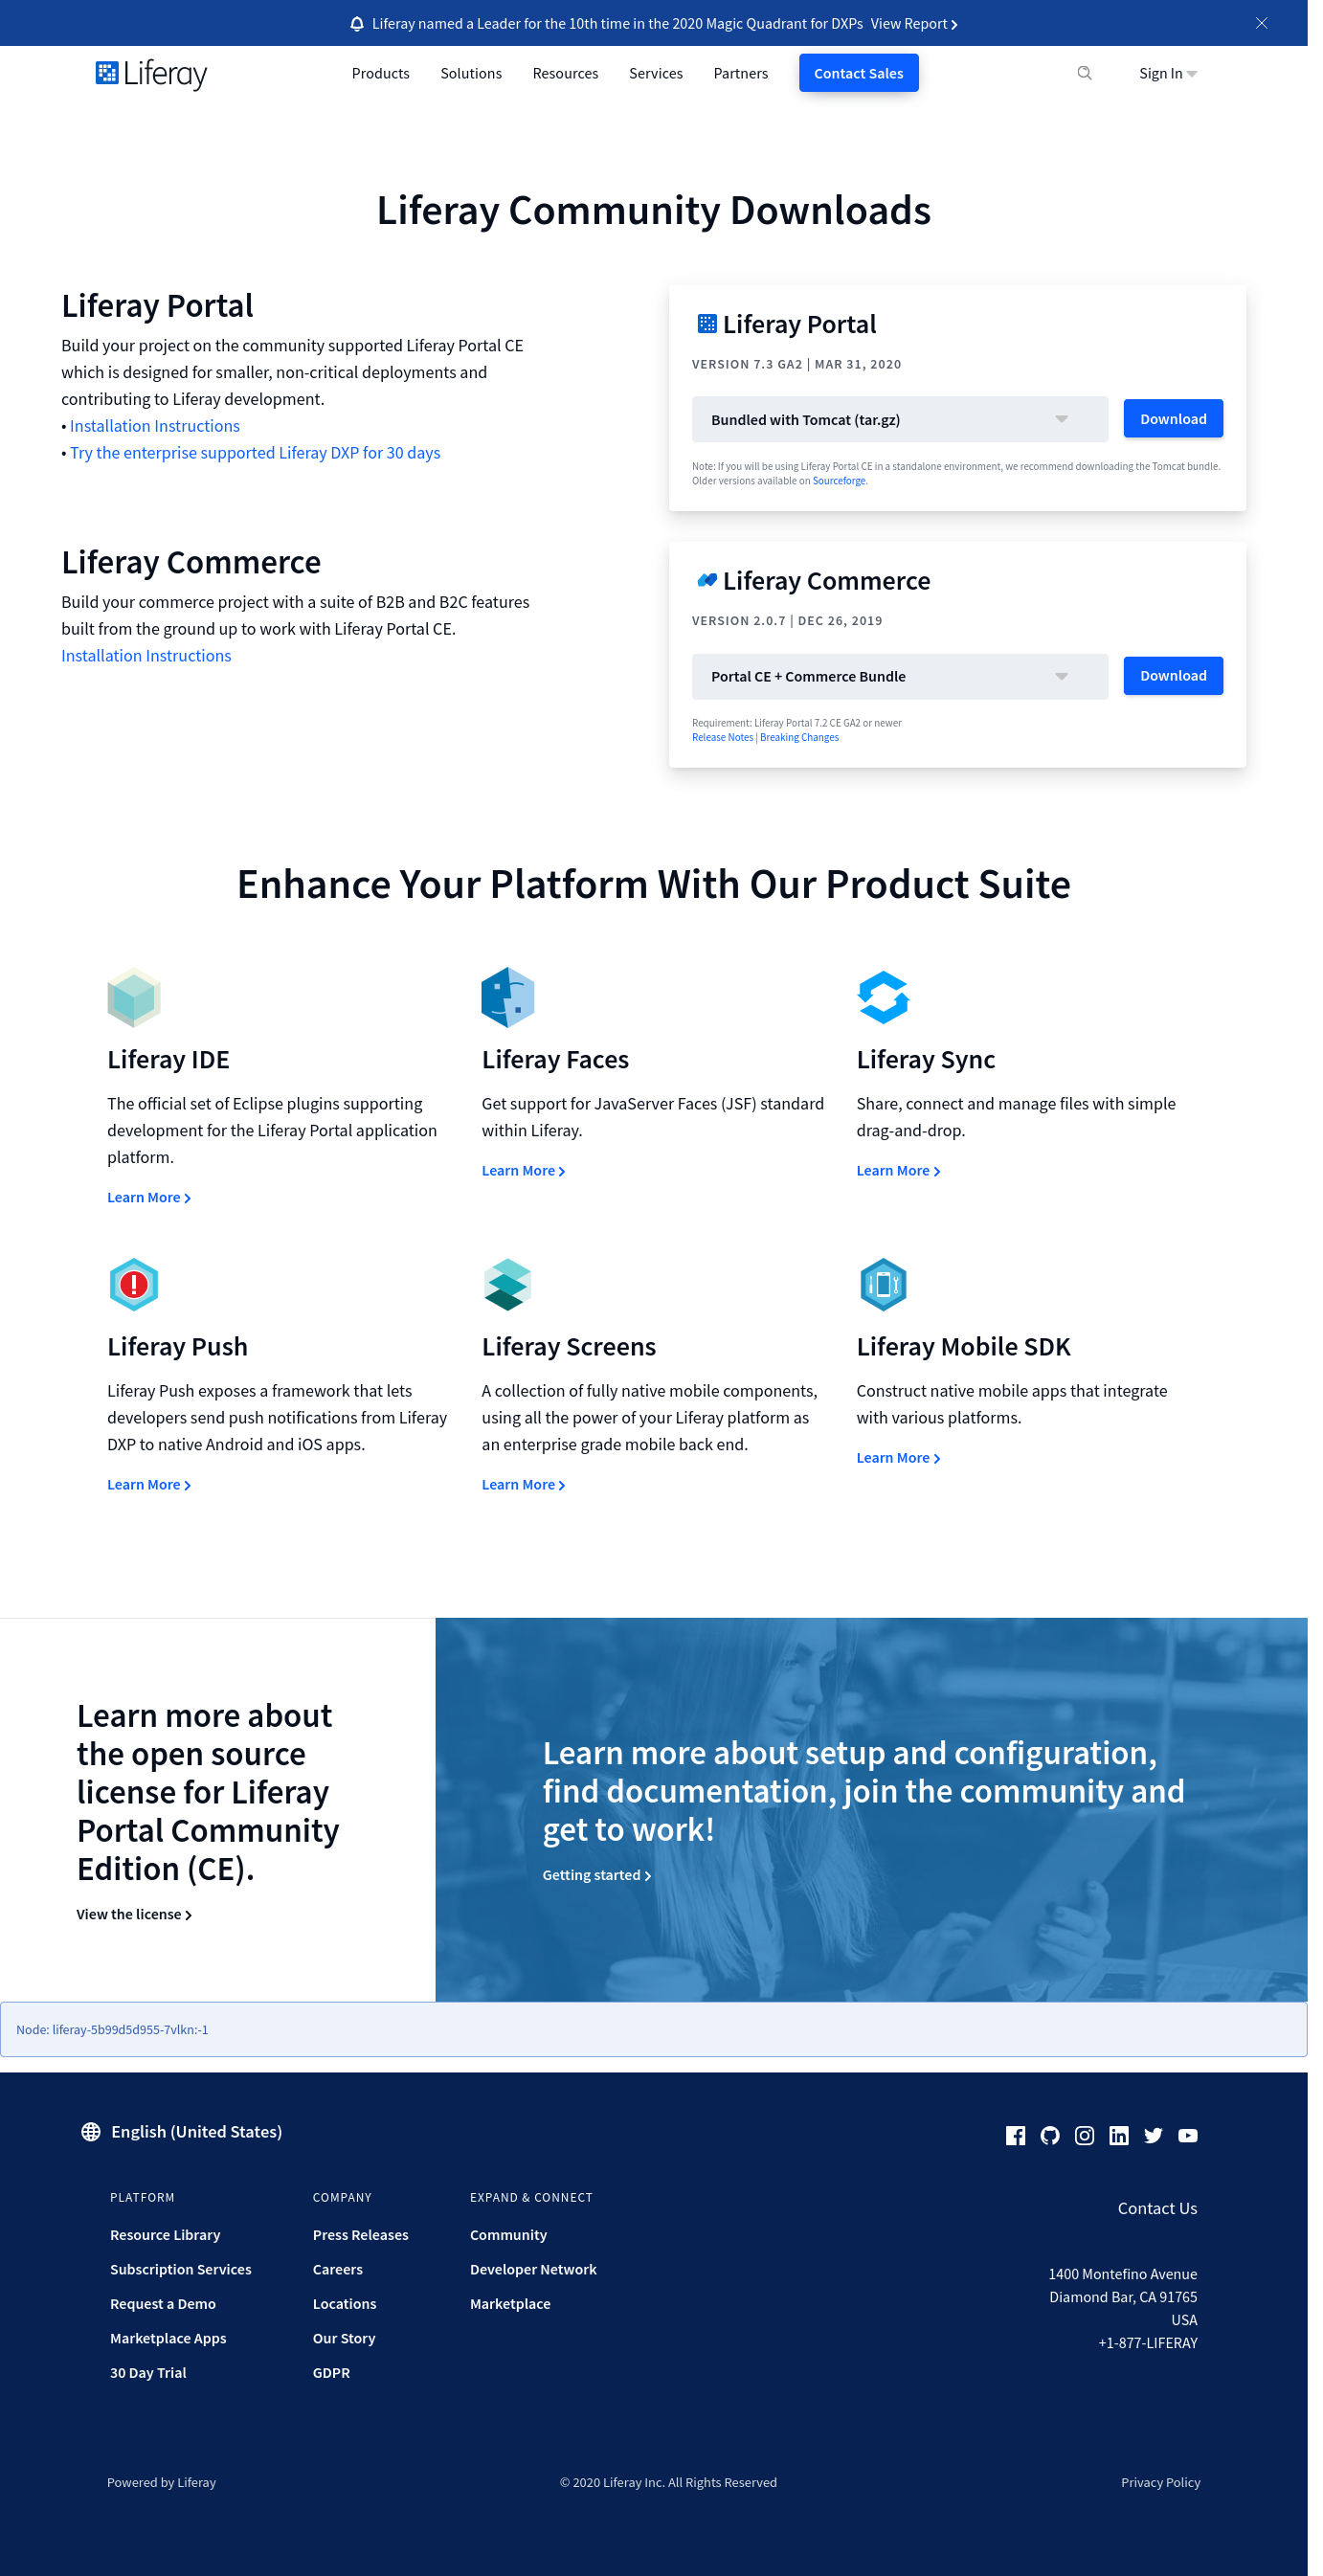 Liferay named a Leader for the 10th time in the 2020 Magic Quadrant for DXPs View Report
Liferay
Products Solutions Resources Services Partners Contact Sales Sign In
Liferay Community Downloads
Liferay Portal
Build your project on the community supported Liferay Portal CE
which is designed for smaller, non-critical deployments and
contributing to Liferay development.
• Installation Instructions
• Try the enterprise supported Liferay DXP for 30 days
Liferay Portal
VERSION 7.3 GA2 | MAR 31, 2020
Bundled with Tomcat (tar.gz) Download
Note: If you will be using Liferay Portal CE in a standalone environment, we recommend downloading the Tomcat bundle.
Older versions available on Sourceforge.
Liferay Commerce
Build your commerce project with a suite of B2B and B2C features
built from the ground up to work with Liferay Portal CE.
Installation Instructions
Liferay Commerce
VERSION 2.0.7 | DEC 26, 2019
Portal CE + Commerce Bundle Download
Requirement: Liferay Portal 7.2 CE GA2 or newer
Release Notes | Breaking Changes
Enhance Your Platform With Our Product Suite
Liferay IDE
The official set of Eclipse plugins supporting
development for the Liferay Portal application
platform.
Learn More
Liferay Faces
Get support for JavaServer Faces (JSF) standard
within Liferay.
Learn More
Liferay Sync
Share, connect and manage files with simple
drag-and-drop.
Learn More
Liferay Push
Liferay Push exposes a framework that lets
developers send push notifications from Liferay
DXP to native Android and iOS apps.
Learn More
Liferay Screens
A collection of fully native mobile components,
using all the power of your Liferay platform as
an enterprise grade mobile back end.
Learn More
Liferay Mobile SDK
Construct native mobile apps that integrate
with various platforms.
Learn More
Learn more about
the open source
license for Liferay
Portal Community
Edition (CE).
View the license
Learn more about setup and configuration,
find documentation, join the community and
get to work!
Getting started
Node: liferay-5b99d5d955-7vlkn:-1
English (United States)
PLATFORM
Resource Library
Subscription Services
Request a Demo
Marketplace Apps
30 Day Trial
COMPANY
Press Releases
Careers
Locations
Our Story
GDPR
EXPAND & CONNECT
Community
Developer Network
Marketplace
Contact Us
1400 Montefino Avenue
Diamond Bar, CA 91765
USA
+1-877-LIFERAY
Powered by Liferay
© 2020 Liferay Inc. All Rights Reserved
Privacy Policy